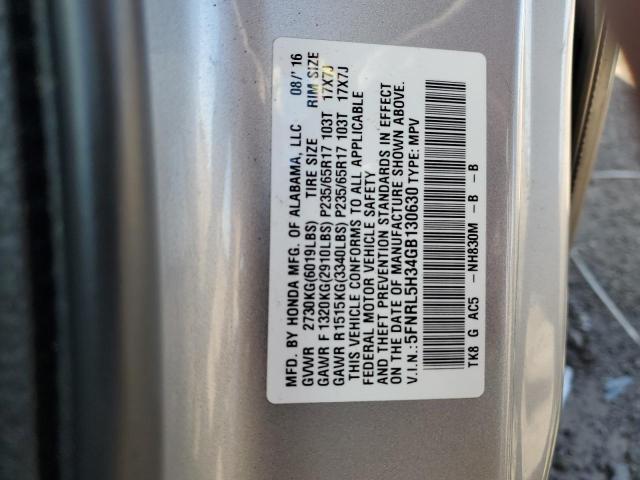 MFD. BY HONDA MFG. OF ALABAMA, LLC 08/'16
GVWR 2730KG(6019LBS) TIRE SIZE RIM SIZE
GAWR F 1320KG(2910LBS) P235/65R17 103T 17X7J
GAWR R 1515KG(3340LBS) P235/65R17 103T 17X7J
THIS VEHICLE CONFORMS TO ALL APPLICABLE
FEDERAL MOTOR VEHICLE SAFETY
AND THEFT PREVENTION STANDARDS IN EFFECT
ON THE DATE OF MANUFACTURE SHOWN ABOVE.
V.I.N.: 5FNRL5H34GB130630 TYPE: MPV
TK8 G AC5 -NH830M -B -B